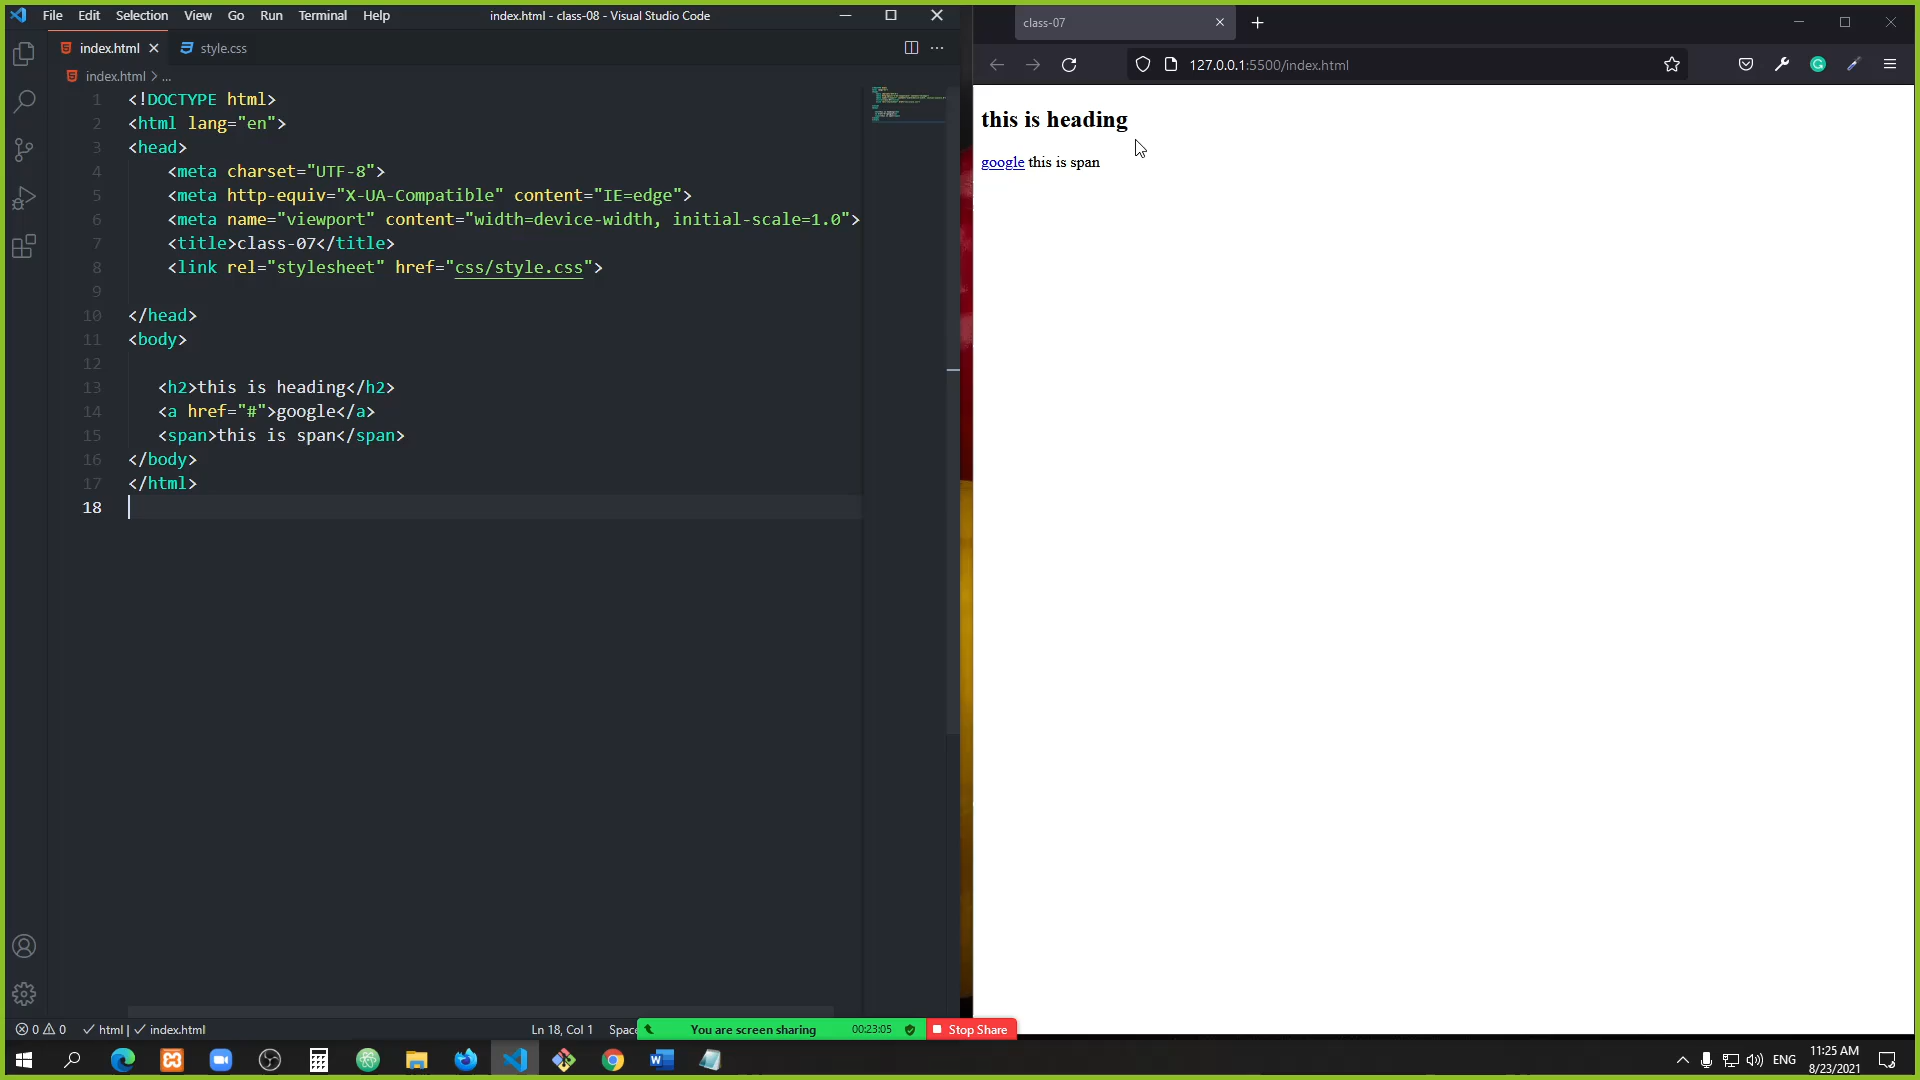 File Edit Selection View Go Run Terminal Help
index.html - class-08 - Visual Studio Code
index.html
style.css
index.html > ...
1 <!DOCTYPE html>
2 <html lang="en">
3 <head>
4 <meta charset="UTF-8">
5 <meta http-equiv="X-UA-Compatible" content="IE=edge">
6 <meta name="viewport" content="width=device-width, initial-scale=1.0">
7 <title>class-07</title>
8 <link rel="stylesheet" href="css/style.css">
9
10 </head>
11 <body>
12
13 <h2>this is heading</h2>
14 <a href="#">google</a>
15 <span>this is span</span>
16 </body>
17 </html>
18
0 0 html | index.html
Ln 18, Col 1 Space
You are screen sharing 00:23:05 Stop Share
class-07
127.0.0.1:5500/index.html
this is heading
google this is span
ENG
11:25 AM
8/23/2021